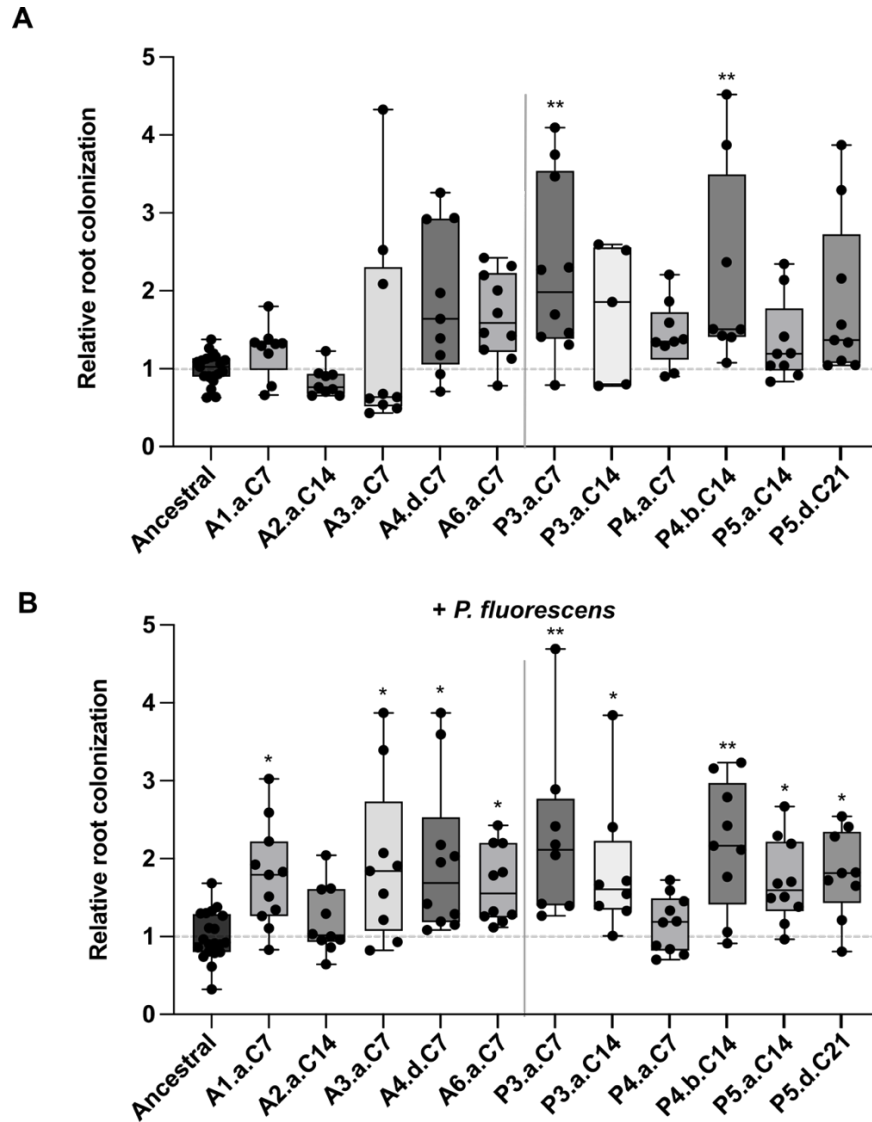 A
Relative root colonization
5
4
3
2
1
0
**
**
Ancestral
A1.a.C7
A2.a.C14
A3.a.C7
A4.d.C7
A6.a.C7
P3.a.C7
P3.a.C14
P4.a.C7
P4.b.C14
P5.a.C14
P5.d.C21
B
+ P. fluorescens
Relative root colonization
5
4
3
2
1
0
*
*
*
*
**
*
**
*
*
Ancestral
A1.a.C7
A2.a.C14
A3.a.C7
A4.d.C7
A6.a.C7
P3.a.C7
P3.a.C14
P4.a.C7
P4.b.C14
P5.a.C14
P5.d.C21